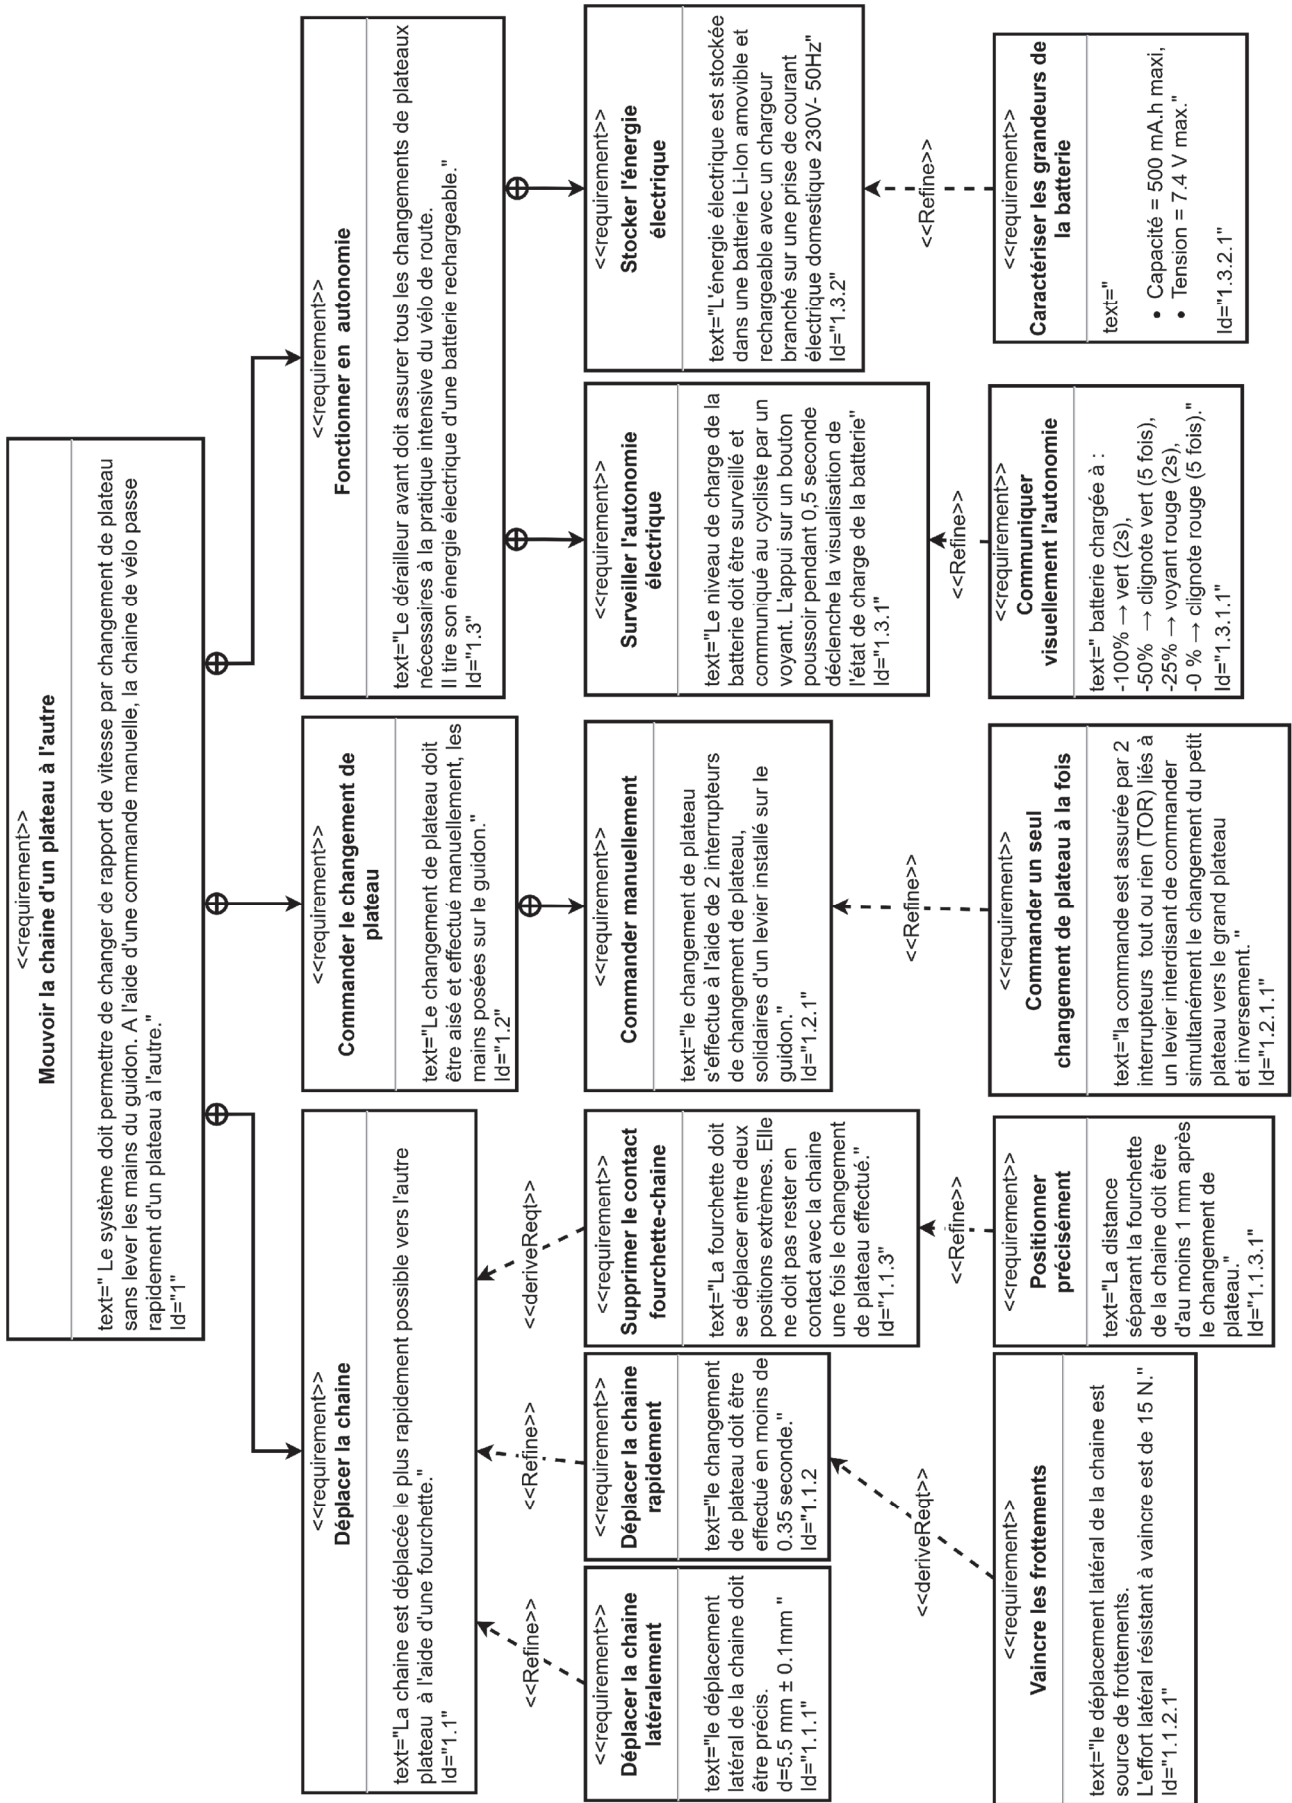 <<requirement>>
Mouvoir la chaine d'un plateau à l'autre
text=" Le système doit permettre de changer de rapport de vitesse par changement de plateau
sans lever les mains du guidon. A l'aide d'une commande manuelle, la chaine de vélo passe
rapidement d'un plateau à l'autre."
Id="1"
<<requirement>>
Déplacer la chaine
text="La chaine est déplacée le plus rapidement possible vers l'autre
plateau à l'aide d'une fourchette."
Id="1.1"
<<requirement>>
Commander le changement de
plateau
text="Le changement de plateau doit
être aisé et effectué manuellement, les
mains posées sur le guidon."
Id="1.2"
<<requirement>>
Fonctionner en autonomie
text="Le dérailleur avant doit assurer tous les changements de plateaux
nécessaires à la pratique intensive du vélo de route.
Il tire son énergie électrique d'une batterie rechargeable."
Id="1.3"
<<Refine>>
<<Refine>>
<<deriveReqt>>
<<requirement>>
Déplacer la chaine
latéralement
text="le déplacement
latéral de la chaine doit
être précis.
d=5.5 mm ± 0.1mm "
Id="1.1.1"
<<requirement>>
Déplacer la chaine
rapidement
text="le changement
de plateau doit être
effectué en moins de
0.35 seconde."
Id="1.1.2
<<requirement>>
Supprimer le contact
fourchette-chaine
text="La fourchette doit
se déplacer entre deux
positions extrêmes. Elle
ne doit pas rester en
contact avec la chaine
une fois le changement
de plateau effectué."
Id="1.1.3"
<<requirement>>
Commander manuellement
text="le changement de plateau
s'effectue à l'aide de 2 interrupteurs
de changement de plateau,
solidaires d'un levier installé sur le
guidon."
Id="1.2.1"
<<requirement>>
Surveiller l'autonomie
électrique
text="Le niveau de charge de la
batterie doit être surveillé et
communiqué au cycliste par un
voyant. L'appui sur un bouton
poussoir pendant 0,5 seconde
déclenche la visualisation de
l'état de charge de la batterie"
Id="1.3.1"
<<requirement>>
Stocker l'énergie
électrique
text="L'énergie électrique est stockée
dans une batterie Li-Ion amovible et
rechargeable avec un chargeur
branché sur une prise de courant
électrique domestique 230V- 50Hz"
Id="1.3.2"
<<deriveReqt>>
<<Refine>>
<<Refine>>
<<Refine>>
<<Refine>>
<<requirement>>
Vaincre les frottements
text="le déplacement latéral de la chaine est
source de frottements.
L'effort latéral résistant à vaincre est de 15 N."
Id="1.1.2.1"
<<requirement>>
Positionner
précisément
text="La distance
séparant la fourchette
de la chaine doit être
d'au moins 1 mm après
le changement de
plateau."
Id="1.1.3.1"
<<requirement>>
Commander un seul
changement de plateau à la fois
text="la commande est assurée par 2
interrupteurs tout ou rien (TOR) liés à
un levier interdisant de commander
simultanément le changement du petit
plateau vers le grand plateau
et inversement. "
Id="1.2.1.1"
<<requirement>>
Communiquer
visuellement l'autonomie
text=" batterie chargée à :
-100% → vert (2s),
-50% → clignote vert (5 fois),
-25% → voyant rouge (2s),
-0 % → clignote rouge (5 fois)."
Id="1.3.1.1"
<<requirement>>
Caractériser les grandeurs de
la batterie
text="
• Capacité = 500 mA.h maxi,
• Tension = 7.4 V max."
Id="1.3.2.1"